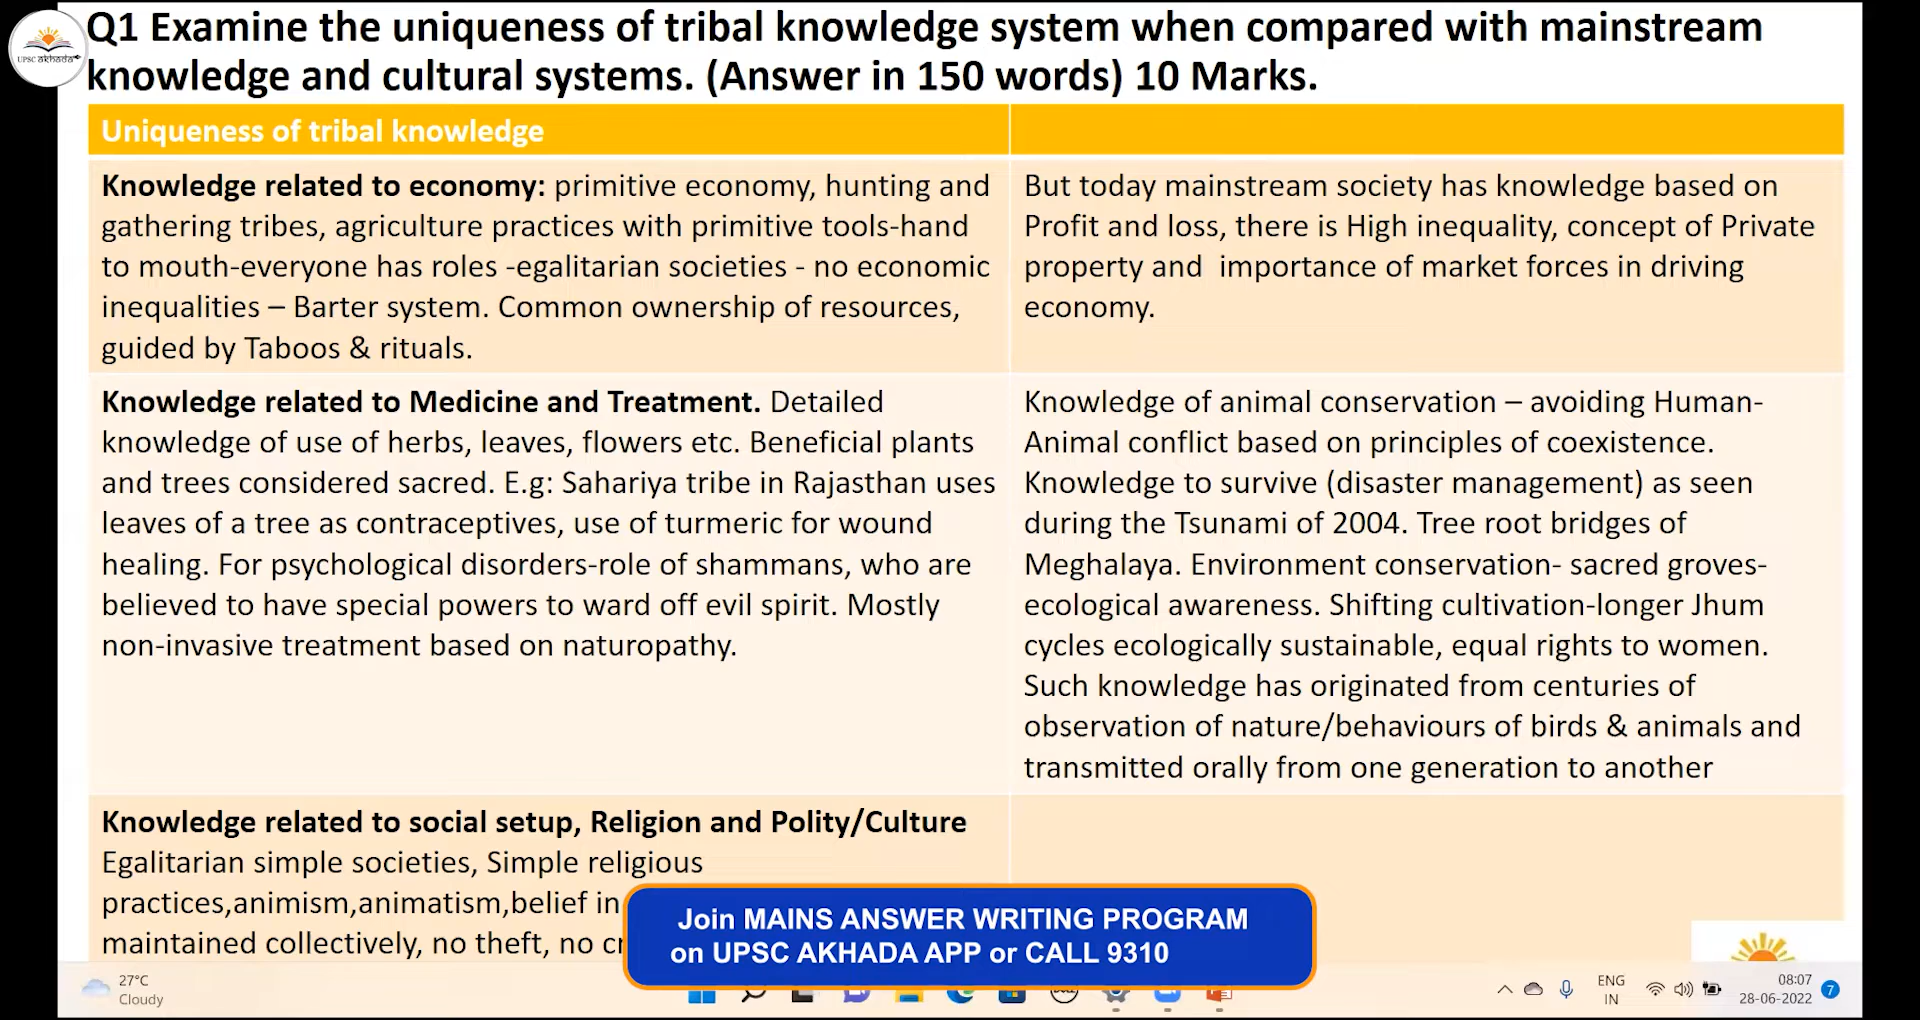 Q1 Examine the uniqueness of tribal knowledge system when compared with mainstream
knowledge and cultural systems. (Answer in 150 words) 10 Marks.
UPSC akhada
Uniqueness of tribal knowledge
Knowledge related to economy: primitive economy, hunting and
gathering tribes, agriculture practices with primitive tools-hand
to mouth-everyone has roles -egalitarian societies - no economic
inequalities – Barter system. Common ownership of resources,
guided by Taboos & rituals.
But today mainstream society has knowledge based on
Profit and loss, there is High inequality, concept of Private
property and importance of market forces in driving
economy.
Knowledge related to Medicine and Treatment. Detailed
knowledge of use of herbs, leaves, flowers etc. Beneficial plants
and trees considered sacred. E.g: Sahariya tribe in Rajasthan uses
leaves of a tree as contraceptives, use of turmeric for wound
healing. For psychological disorders-role of shammans, who are
believed to have special powers to ward off evil spirit. Mostly
non-invasive treatment based on naturopathy.
Knowledge of animal conservation – avoiding Human-
Animal conflict based on principles of coexistence.
Knowledge to survive (disaster management) as seen
during the Tsunami of 2004. Tree root bridges of
Meghalaya. Environment conservation- sacred groves-
ecological awareness. Shifting cultivation-longer Jhum
cycles ecologically sustainable, equal rights to women.
Such knowledge has originated from centuries of
observation of nature/behaviours of birds & animals and
transmitted orally from one generation to another
Knowledge related to social setup, Religion and Polity/Culture
Egalitarian simple societies, Simple religious
practices,animism,animatism,belief in
maintained collectively, no theft, no
Join MAINS ANSWER WRITING PROGRAM
on UPSC AKHADA APP or CALL 9310
27°C
Cloudy
DELL
ENG
IN
08:07
28-06-2022
7